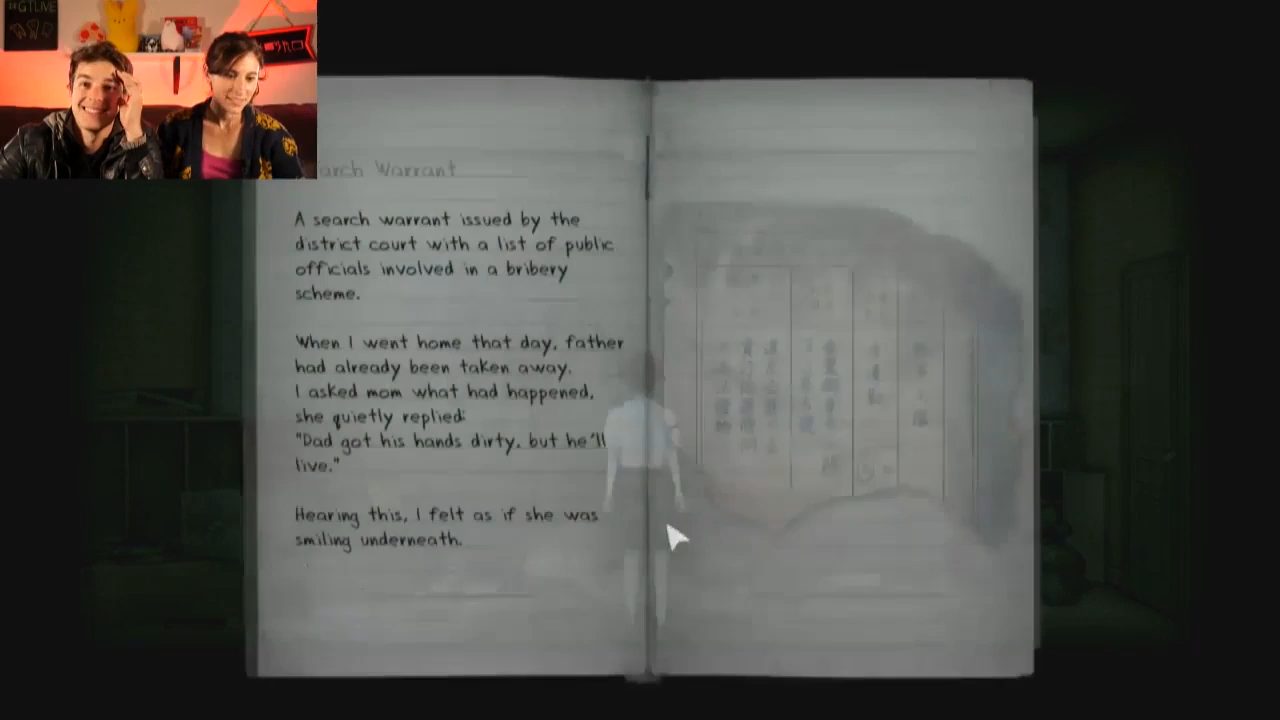 #GTLIVE
arch Warrant
A search warrant issued by the
district court with a list of public
officials involved in a bribery
scheme.
When I went home that day, father
had already been taken away.
I asked mom what had happened,
she quietly replied:
"Dad got his hands dirty, but he'll
live."
Hearing this, I felt as if she was
smiling underneath.